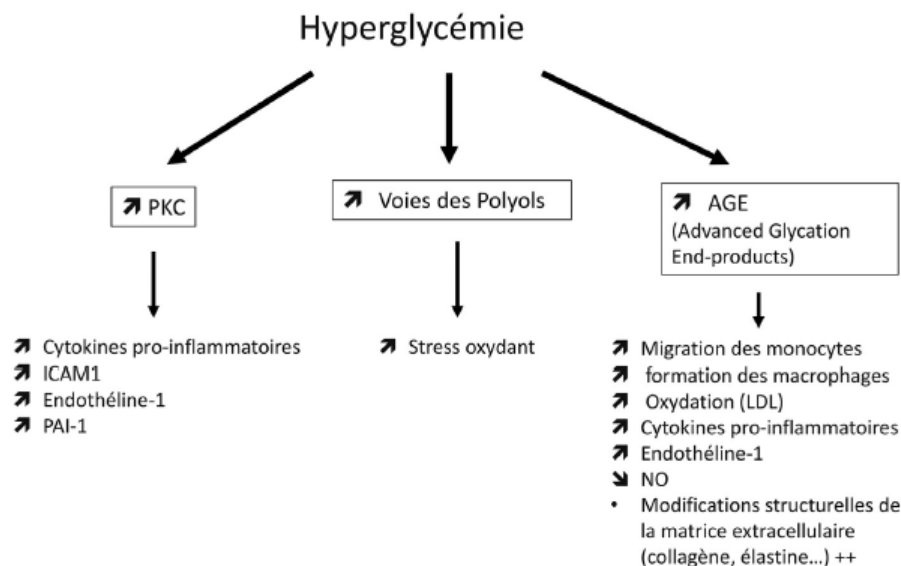 Hyperglycémie
↗ PKC
↗ Voies des Polyols
↗ AGE
(Advanced Glycation
End-products)
↗ Cytokines pro-inflammatoires
↗ ICAM1
↗ Endothéline-1
↗ PAI-1
↗ Stress oxydant
↗ Migration des monocytes
↗ formation des macrophages
↗ Oxydation (LDL)
↗ Cytokines pro-inflammatoires
↗ Endothéline-1
↘ NO
• Modifications structurelles de
la matrice extracellulaire
(collagène, élastine...) ++